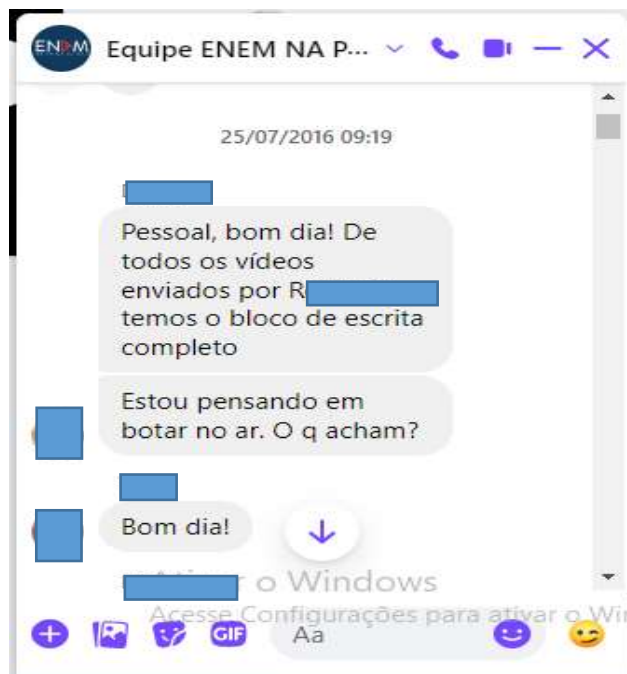 ENEM
Equipe ENEM NA P...
25/07/2016 09:19
Pessoal, bom dia! De
todos os vídeos
enviados por R
temos o bloco de escrita
completo
Estou pensando em
botar no ar. O q acham?
Bom dia!
o Windows
Acesse Configurações para ativar o Wi
GIF
Aa